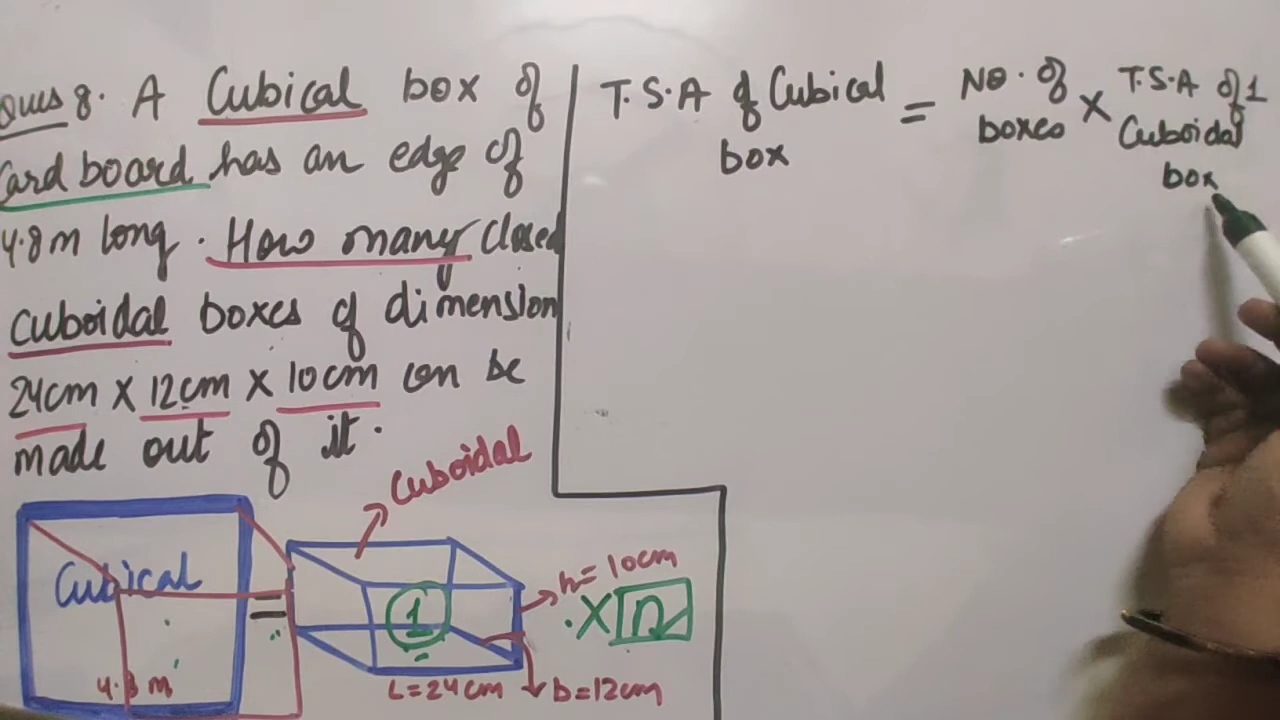 Ques 8. A Cubical box of
Card board has an edge of
4.8m long. How many closed
cuboidal boxes of dimension
24cm X 12cm X 10cm can be
made out of it.
T.S.A of Cubical box = No. of boxes X T.S.A of 1 Cuboidal box
Cuboidal
Cubical
4.8 m
=
1
h= 10cm
.X n
L=24cm
b=12cm